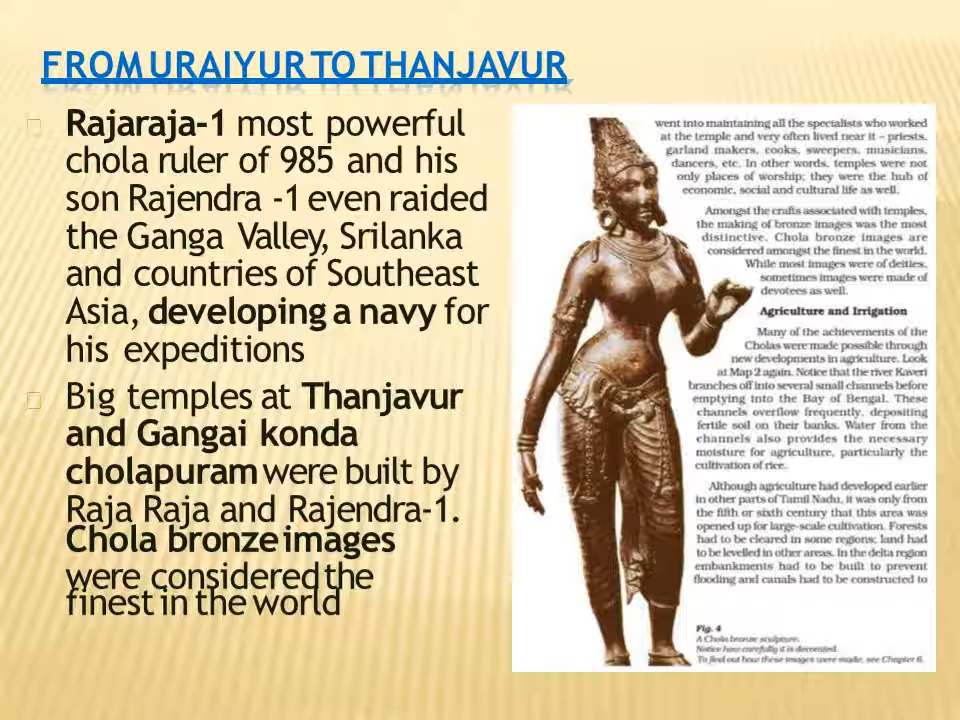 FROM URAIYUR TO THANJAVUR
Rajaraja-1 most powerful
chola ruler of 985 and his
son Rajendra -1 even raided
the Ganga Valley, Srilanka
and countries of Southeast
Asia, developing a navy for
his expeditions
Big temples at Thanjavur
and Gangai konda
cholapuram were built by
Raja Raja and Rajendra-1.
Chola bronze images
were considered the
finest in the world
went into maintaining all the specialists who worked
at the temple and very often lived near it – priests,
garland makers, cooks, sweepers, musicians,
dancers, etc. In other words, temples were not
only places of worship; they were the hub of
economic, social and cultural life as well.
Amongst the crafts associated with temples,
the making of bronze images was the most
distinctive. Chola bronze images are
considered amongst the finest in the world.
While most images were of deities,
sometimes images were made of
devotees as well.
Agriculture and Irrigation
Many of the achievements of the
Cholas were made possible through
new developments in agriculture. Look
at Map 2 again. Notice that the river Kaveri
branches off into several small channels before
emptying into the Bay of Bengal. These
channels overflow frequently, depositing
fertile soil on their banks. Water from the
channels also provides the necessary
moisture for agriculture, particularly the
cultivation of rice.
Although agriculture had developed earlier
in other parts of Tamil Nadu, it was only from
the fifth or sixth century that this area was
opened up for large-scale cultivation. Forests
had to be cleared in some regions; land had
to be levelled in other areas. In the delta region
embankments had to be built to prevent
flooding and canals had to be constructed to
Fig. 4
A Chola bronze sculpture.
Notice how carefully it is decorated.
To find out how these images were made, see Chapter 6.